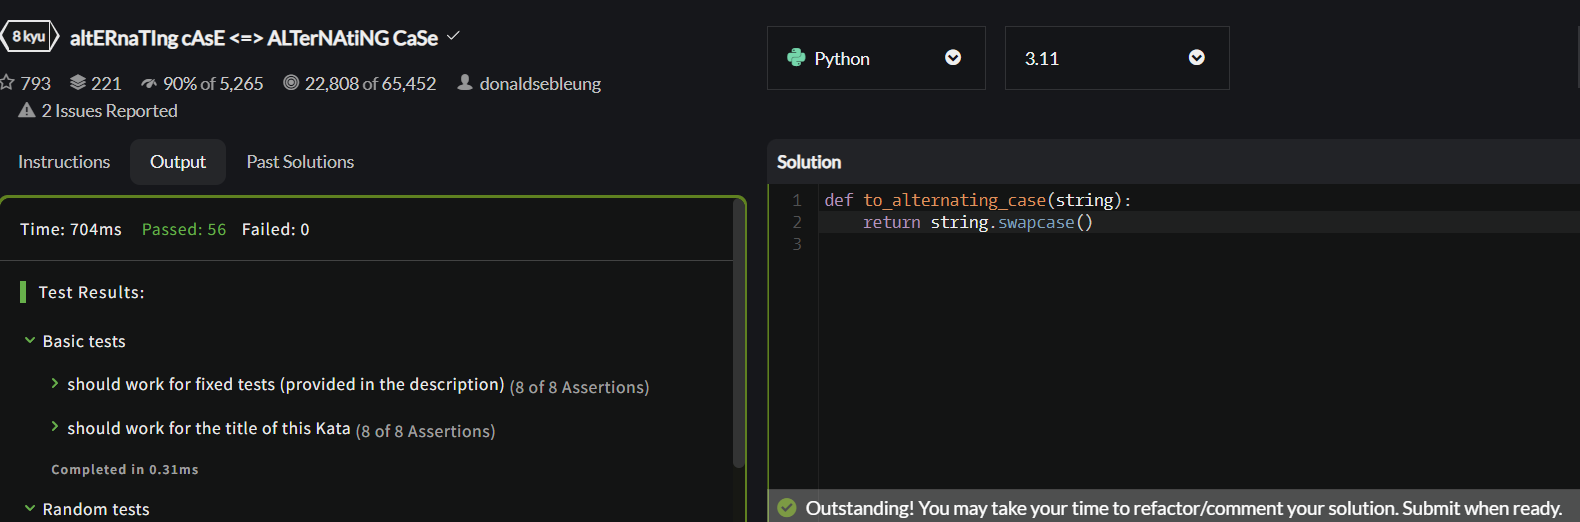 8 kyu altERnaTIng cAsE <=> ALTerNAtiNG CaSe
793 221 90% of 5,265 22,808 of 65,452 donaldsebleung
2 Issues Reported
Python 3.11
Instructions Output Past Solutions
Time: 704ms Passed: 56 Failed: 0
Test Results:
Basic tests
should work for fixed tests (provided in the description) (8 of 8 Assertions)
should work for the title of this Kata (8 of 8 Assertions)
Completed in 0.31ms
Random tests
Solution
1 def to_alternating_case(string):
2     return string.swapcase()
3
Outstanding! You may take your time to refactor/comment your solution. Submit when ready.